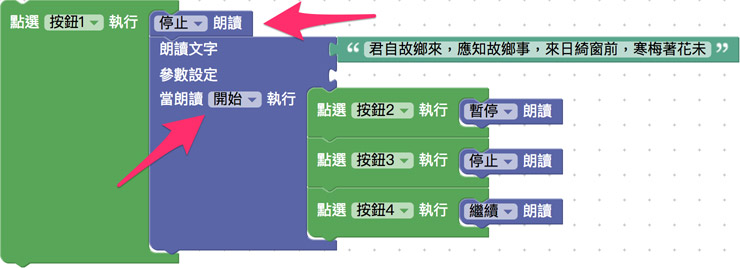 點選 按鈕1 執行 停止 朗讀
朗讀文字 “ 君自故鄉來，應知故鄉事，來日綺窗前，寒梅著花未 ”
參數設定
當朗讀 開始 執行
點選 按鈕2 執行 暫停 朗讀
點選 按鈕3 執行 停止 朗讀
點選 按鈕4 執行 繼續 朗讀